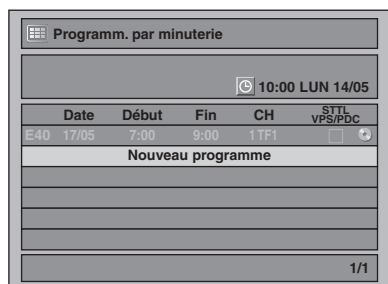 Programm. par minuterie
10:00 LUN 14/05
Date Début Fin CH STTL VPS/PDC
E40 17/05 7:00 9:00 1 TF1
Nouveau programme
1/1